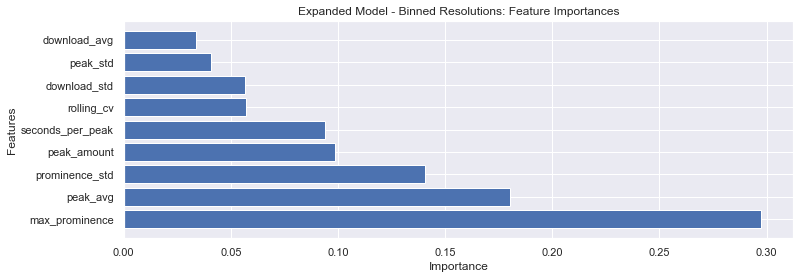 Expanded Model - Binned Resolutions: Feature Importances
Features
download_avg
peak_std
download_std
rolling_cv
seconds_per_peak
peak_amount
prominence_std
peak_avg
max_prominence
0.00 0.05 0.10 0.15 0.20 0.25 0.30
Importance